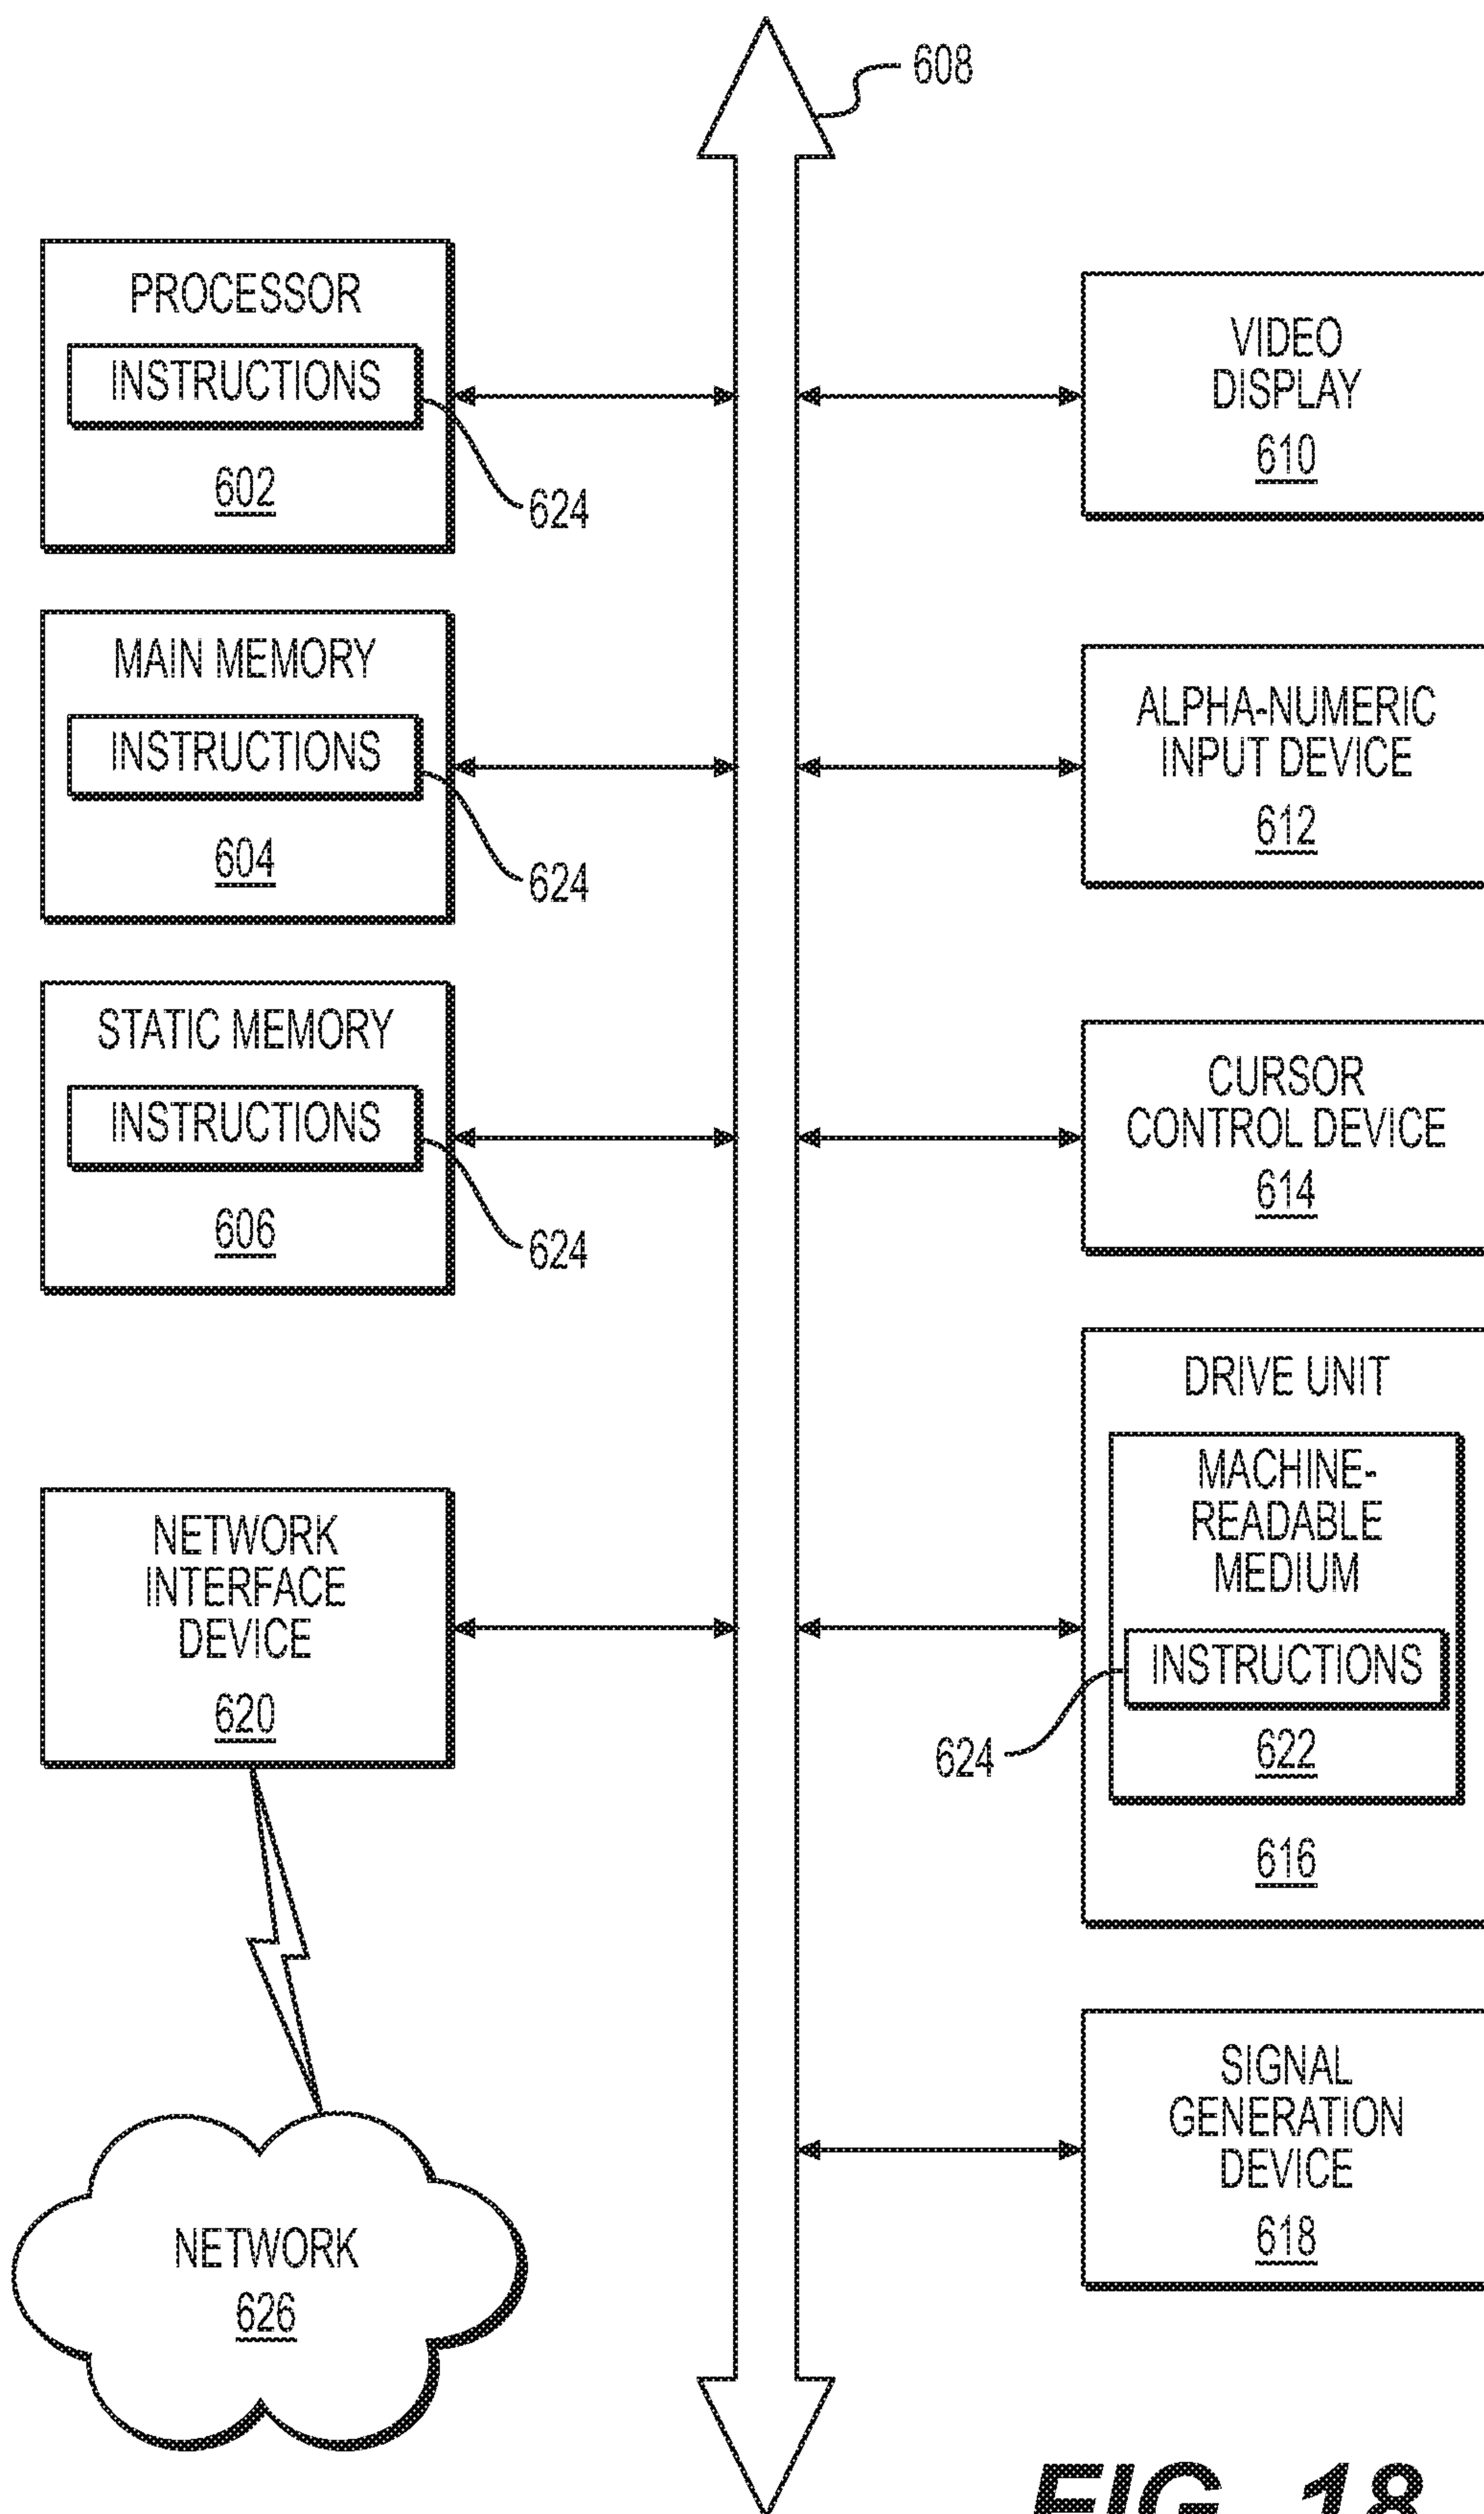 608
PROCESSOR
INSTRUCTIONS
602
624
MAIN MEMORY
INSTRUCTIONS
604
624
STATIC MEMORY
INSTRUCTIONS
606
624
NETWORK
INTERFACE
DEVICE
620
NETWORK
626
VIDEO
DISPLAY
610
ALPHA-NUMERIC
INPUT DEVICE
612
CURSOR
CONTROL DEVICE
614
DRIVE UNIT
MACHINE-
READABLE
MEDIUM
INSTRUCTIONS
624
622
616
SIGNAL
GENERATION
DEVICE
618
FIG. 18